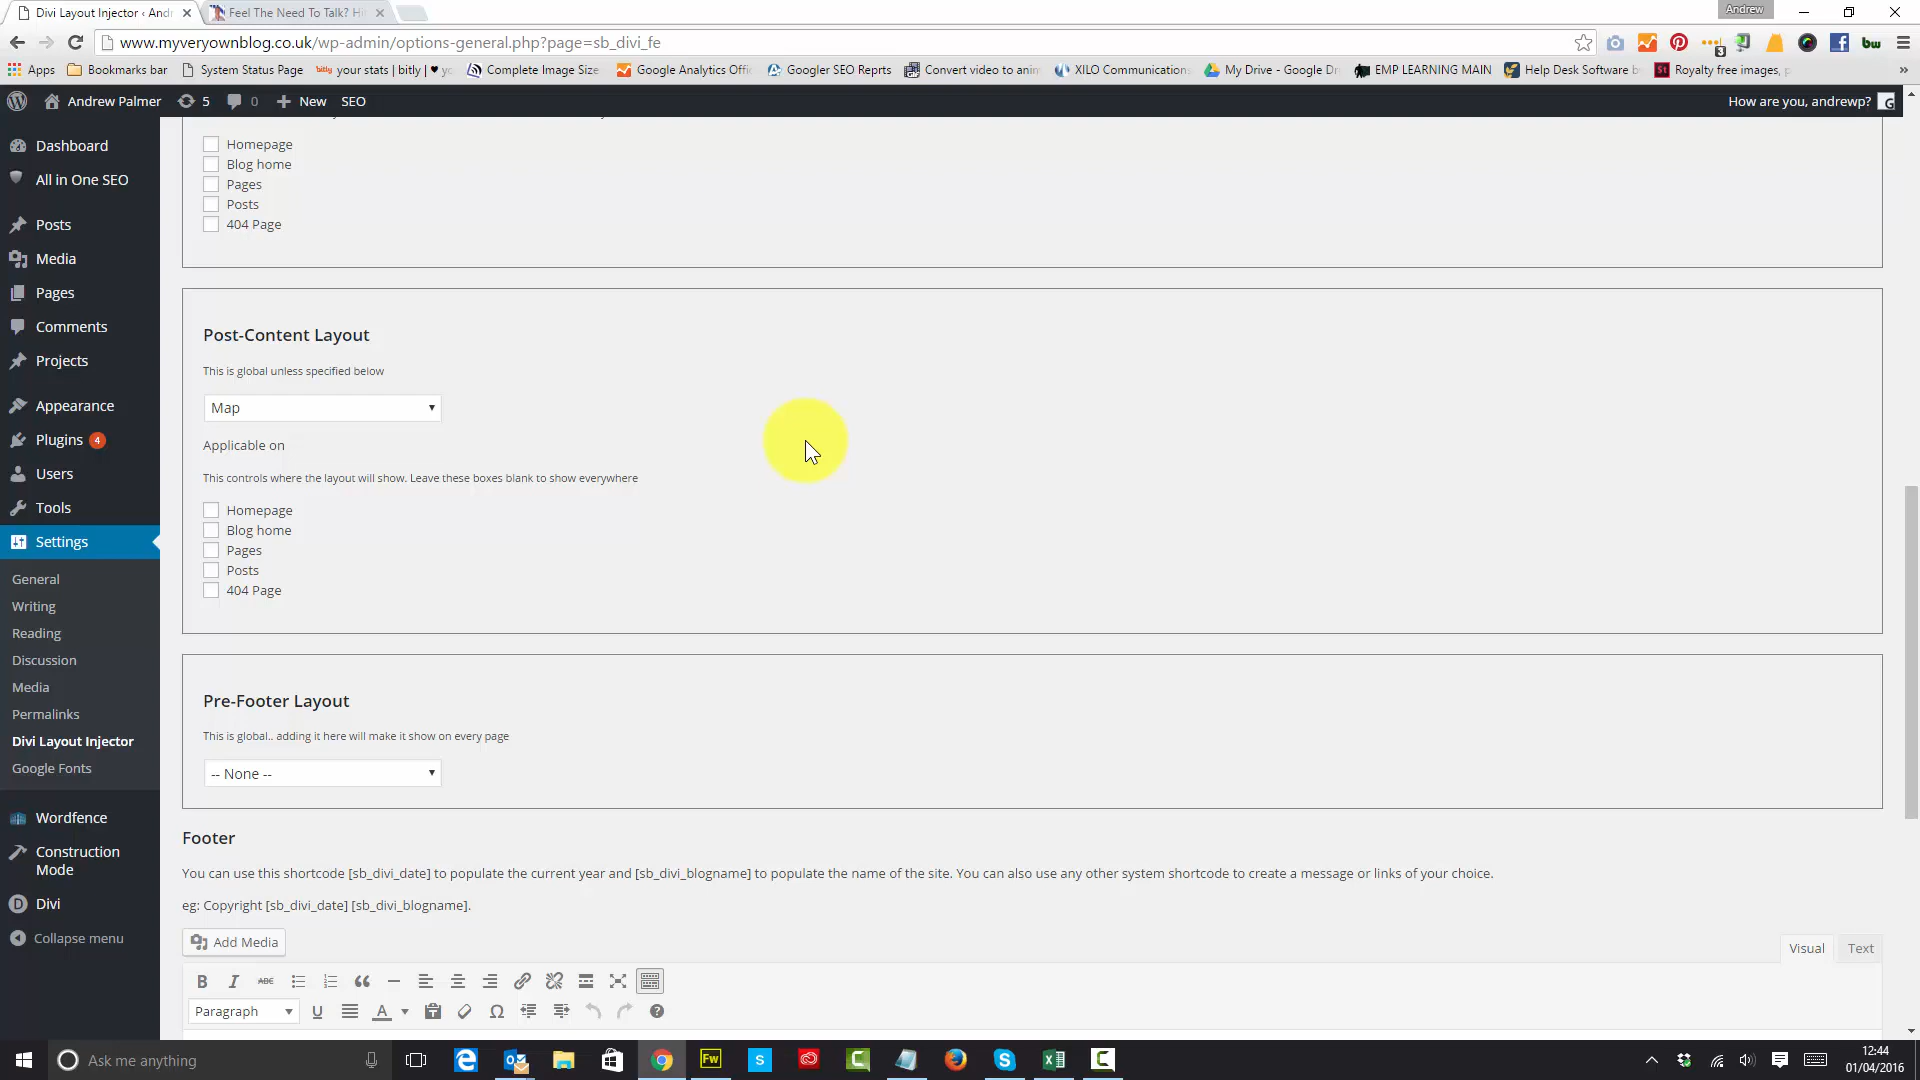 Divi Layout Injector ‹ Andr
Feel The Need To Talk? Hi
Andrew
www.myveryownblog.co.uk/wp-admin/options-general.php?page=sb_divi_fe
3
bw
Apps
Bookmarks bar
System Status Page
bitly
your stats | bitly | ♥ yo
Complete Image Size
Google Analytics Offic
Googler SEO Reprts
Convert video to anim
XILO Communications
My Drive - Google Dr
EMP LEARNING MAIN
Help Desk Software b
St
Royalty free images, p
»
Andrew Palmer
5
0
New
SEO
How are you, andrewp?
Dashboard
All in One SEO
Posts
Media
Pages
Comments
Projects
Appearance
Plugins 4
Users
Tools
Settings
General
Writing
Reading
Discussion
Media
Permalinks
Divi Layout Injector
Google Fonts
Wordfence
Construction
Mode
D
Divi
Collapse menu
Homepage
Blog home
Pages
Posts
404 Page
Post-Content Layout
This is global unless specified below
Map
Applicable on
This controls where the layout will show. Leave these boxes blank to show everywhere
Homepage
Blog home
Pages
Posts
404 Page
Pre-Footer Layout
This is global.. adding it here will make it show on every page
-- None --
Footer
You can use this shortcode [sb_divi_date] to populate the current year and [sb_divi_blogname] to populate the name of the site. You can also use any other system shortcode to create a message or links of your choice.
eg: Copyright [sb_divi_date] [sb_divi_blogname].
Add Media
Visual
Text
B
I
ABC
Paragraph
U
A
Ω
Ask me anything
Fw
12:44
01/04/2016